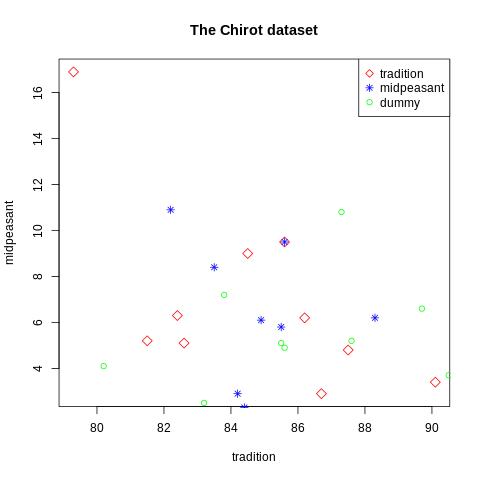 The Chirot dataset
tradition
midpeasant
dummy
16
14
12
10
8
6
4
midpeasant
80 82 84 86 88 90
tradition